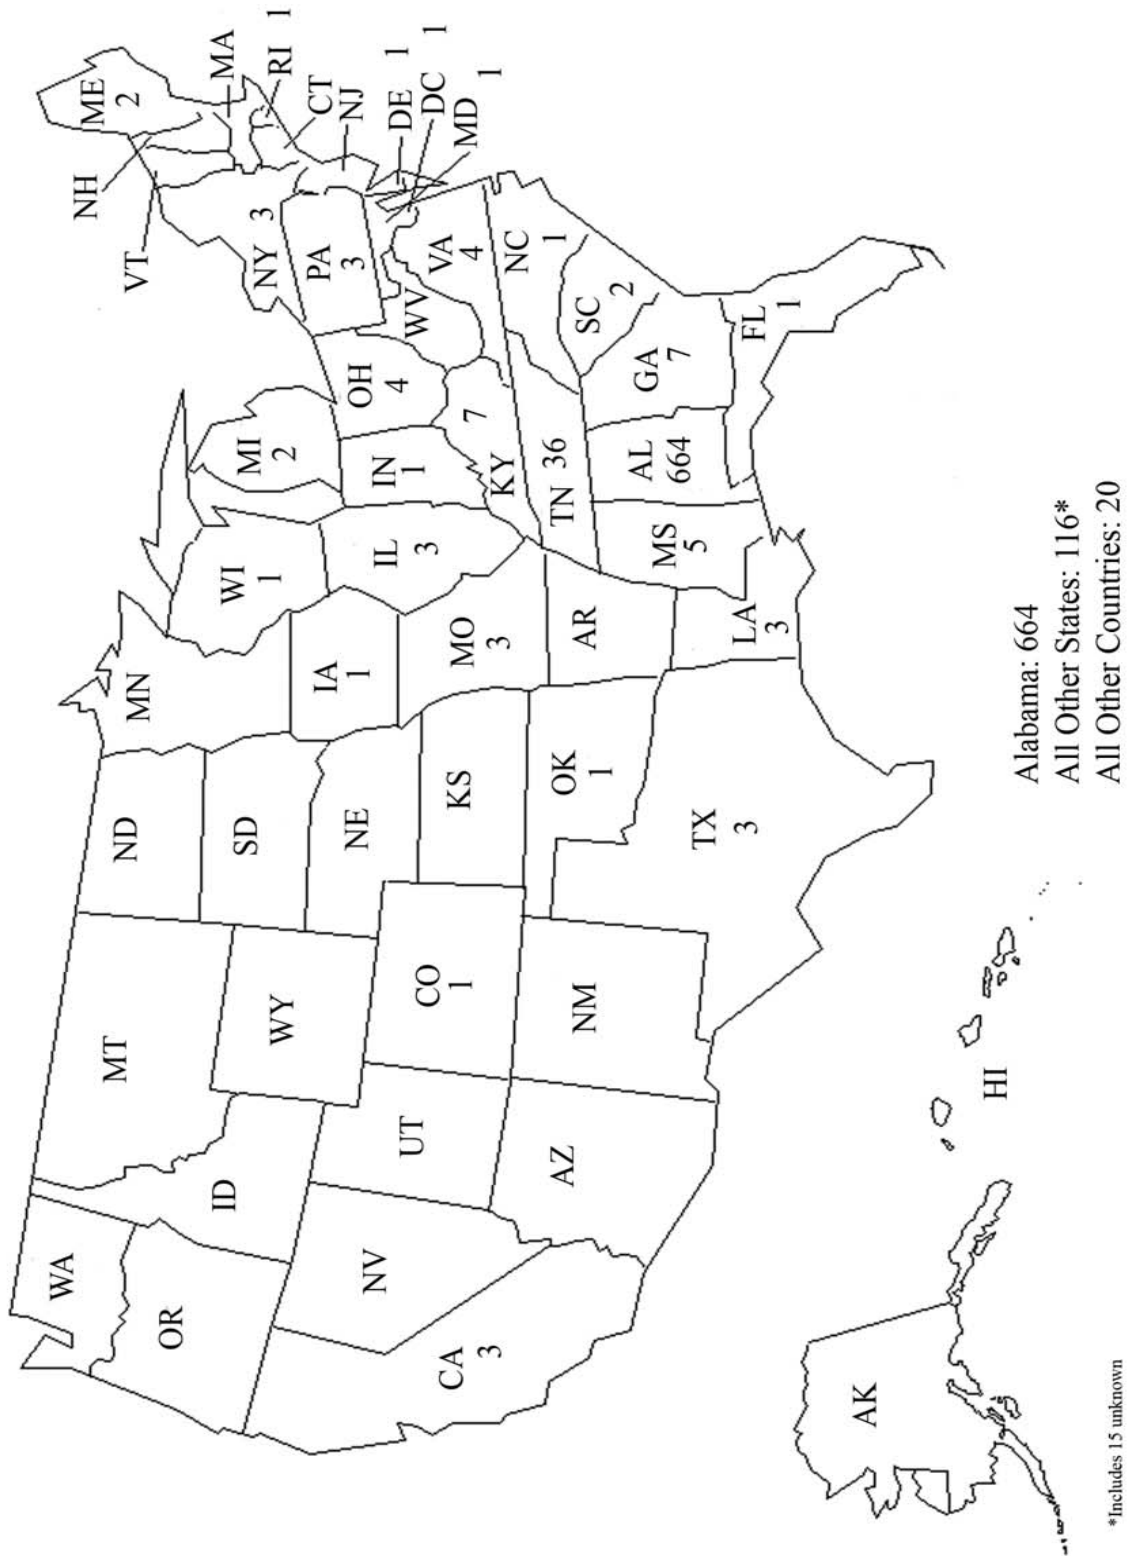 WA
OR
CA
3
NV
ID
MT
WY
UT
AZ
CO
1
NM
ND
SD
NE
KS
OK
1
TX
3
MN
IA
1
MO
3
AR
LA
3
WI
1
IL
3
MI
2
IN
1
OH
4
KY 7
TN 36
MS
5
AL
664
GA
7
FL
1
SC
2
NC
1
VA
4
WV
PA
3
NY 3
VT
NH
ME
2
MA
RI 1
CT
NJ
DE 1
DC 1
MD 1
AK
HI
Alabama: 664
All Other States: 116*
All Other Countries: 20
*Includes 15 unknown